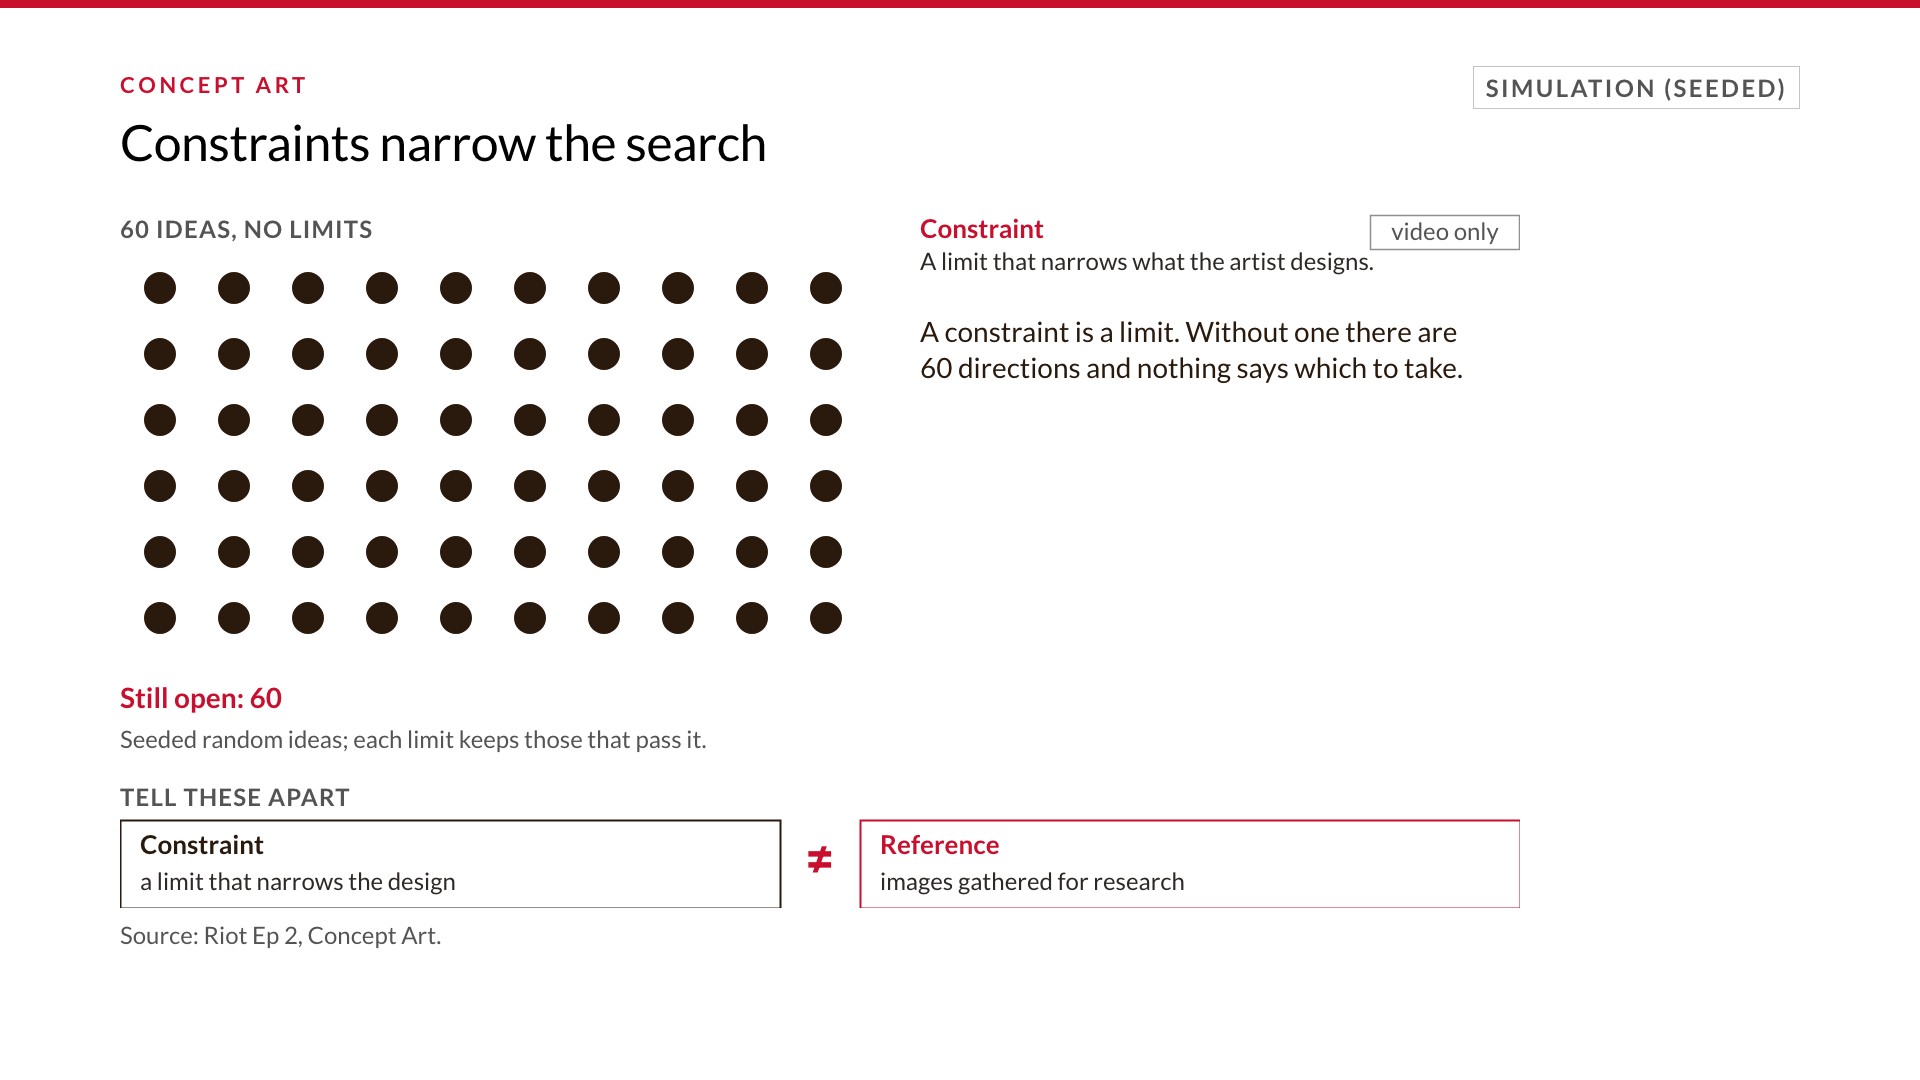 CONCEPT ART
SIMULATION (SEEDED)
Constraints narrow the search
60 IDEAS, NO LIMITS
Constraint
video only
A limit that narrows what the artist designs.
A constraint is a limit. Without one there are
60 directions and nothing says which to take.
Still open: 60
Seeded random ideas; each limit keeps those that pass it.
TELL THESE APART
Constraint
a limit that narrows the design
≠
Reference
images gathered for research
Source: Riot Ep 2, Concept Art.